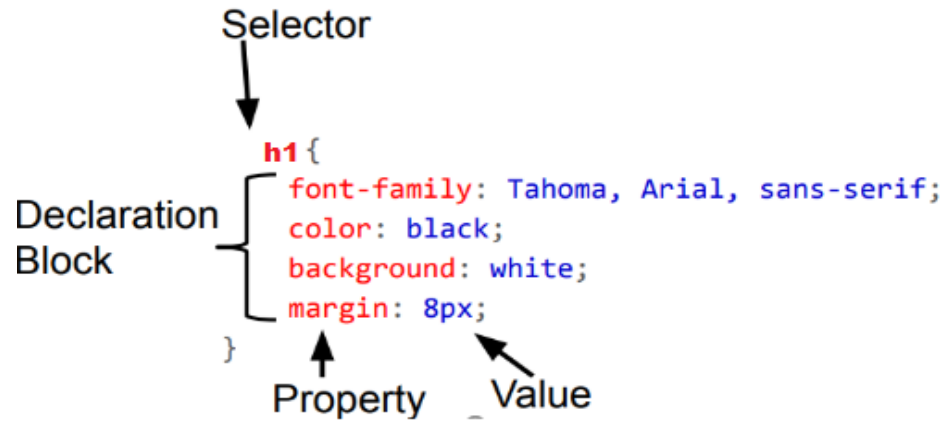 Selector
h1 {
font-family: Tahoma, Arial, sans-serif;
Declaration
Block
color: black;
background: white;
margin: 8px;
}
Property
Value